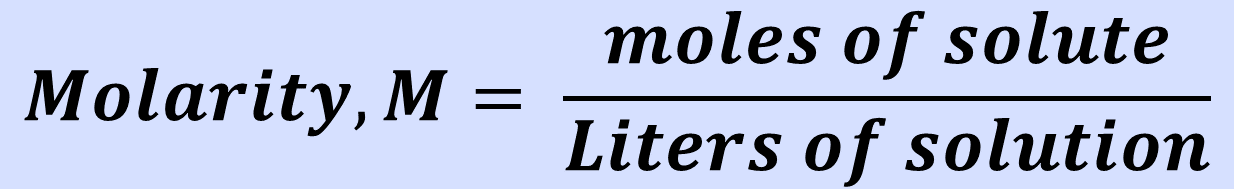 Molarity, M = moles of solute
Liters of solution